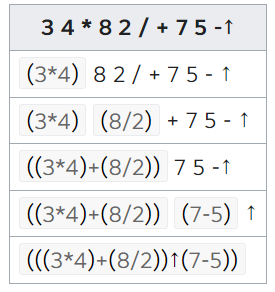 3 4 * 8 2 / + 7 5 -↑
(3*4) 8 2 / + 7 5 - ↑
(3*4) (8/2) + 7 5 - ↑
((3*4)+(8/2)) 7 5 -↑
((3*4)+(8/2)) (7-5) ↑
(((3*4)+(8/2))↑(7-5))